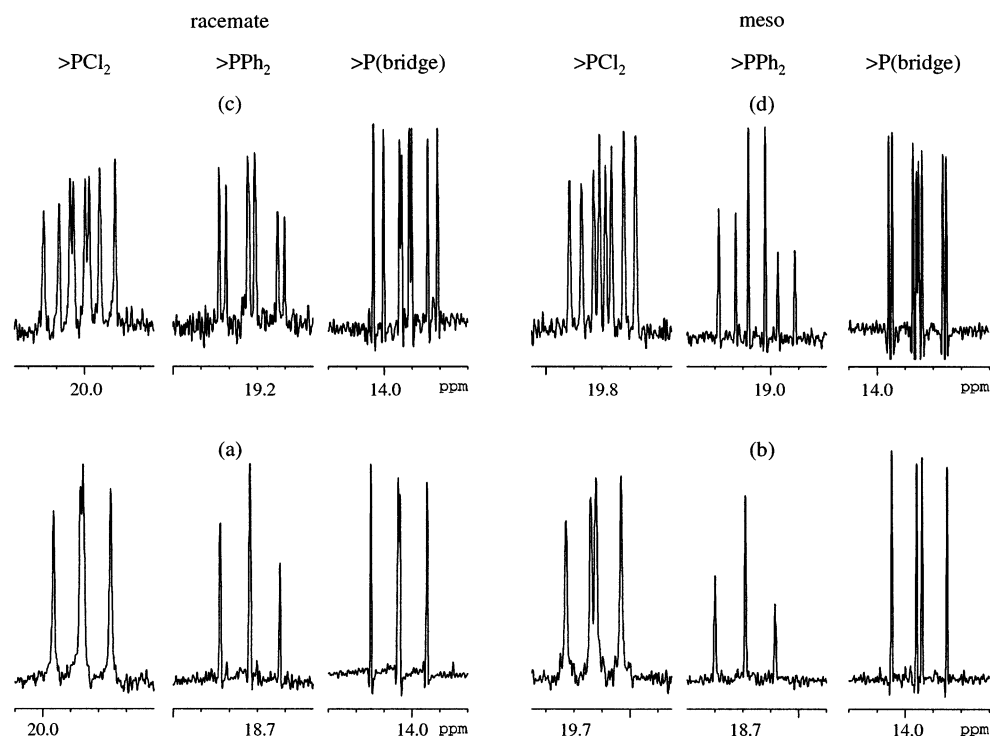 racemate meso
>PCl₂ >PPh₂ >P(bridge) >PCl₂ >PPh₂ >P(bridge)
(c) (d)
20.0 19.2 14.0 ppm 19.8 19.0 14.0 ppm
(a) (b)
20.0 18.7 14.0 ppm 19.7 18.7 14.0 ppm